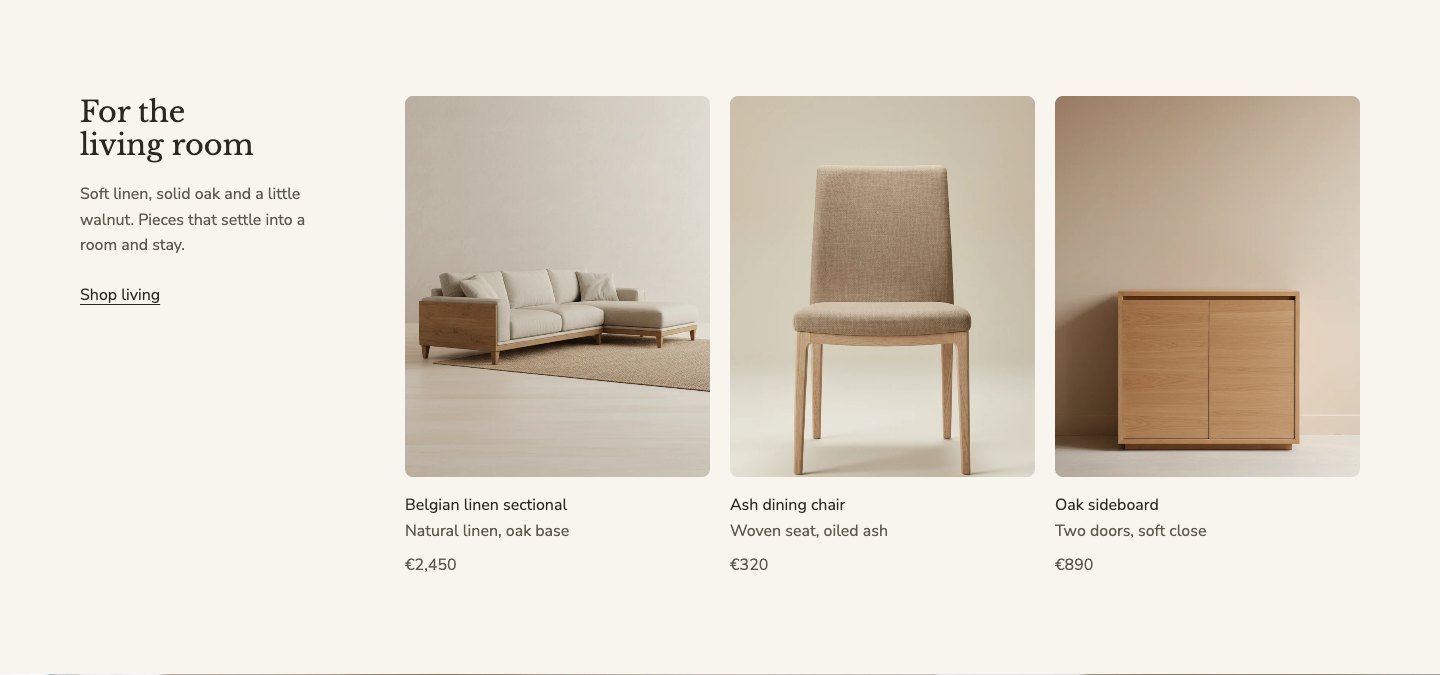 For the
living room
Soft linen, solid oak and a little
walnut. Pieces that settle into a
room and stay.
Shop living
Belgian linen sectional
Natural linen, oak base
€2,450
Ash dining chair
Woven seat, oiled ash
€320
Oak sideboard
Two doors, soft close
€890